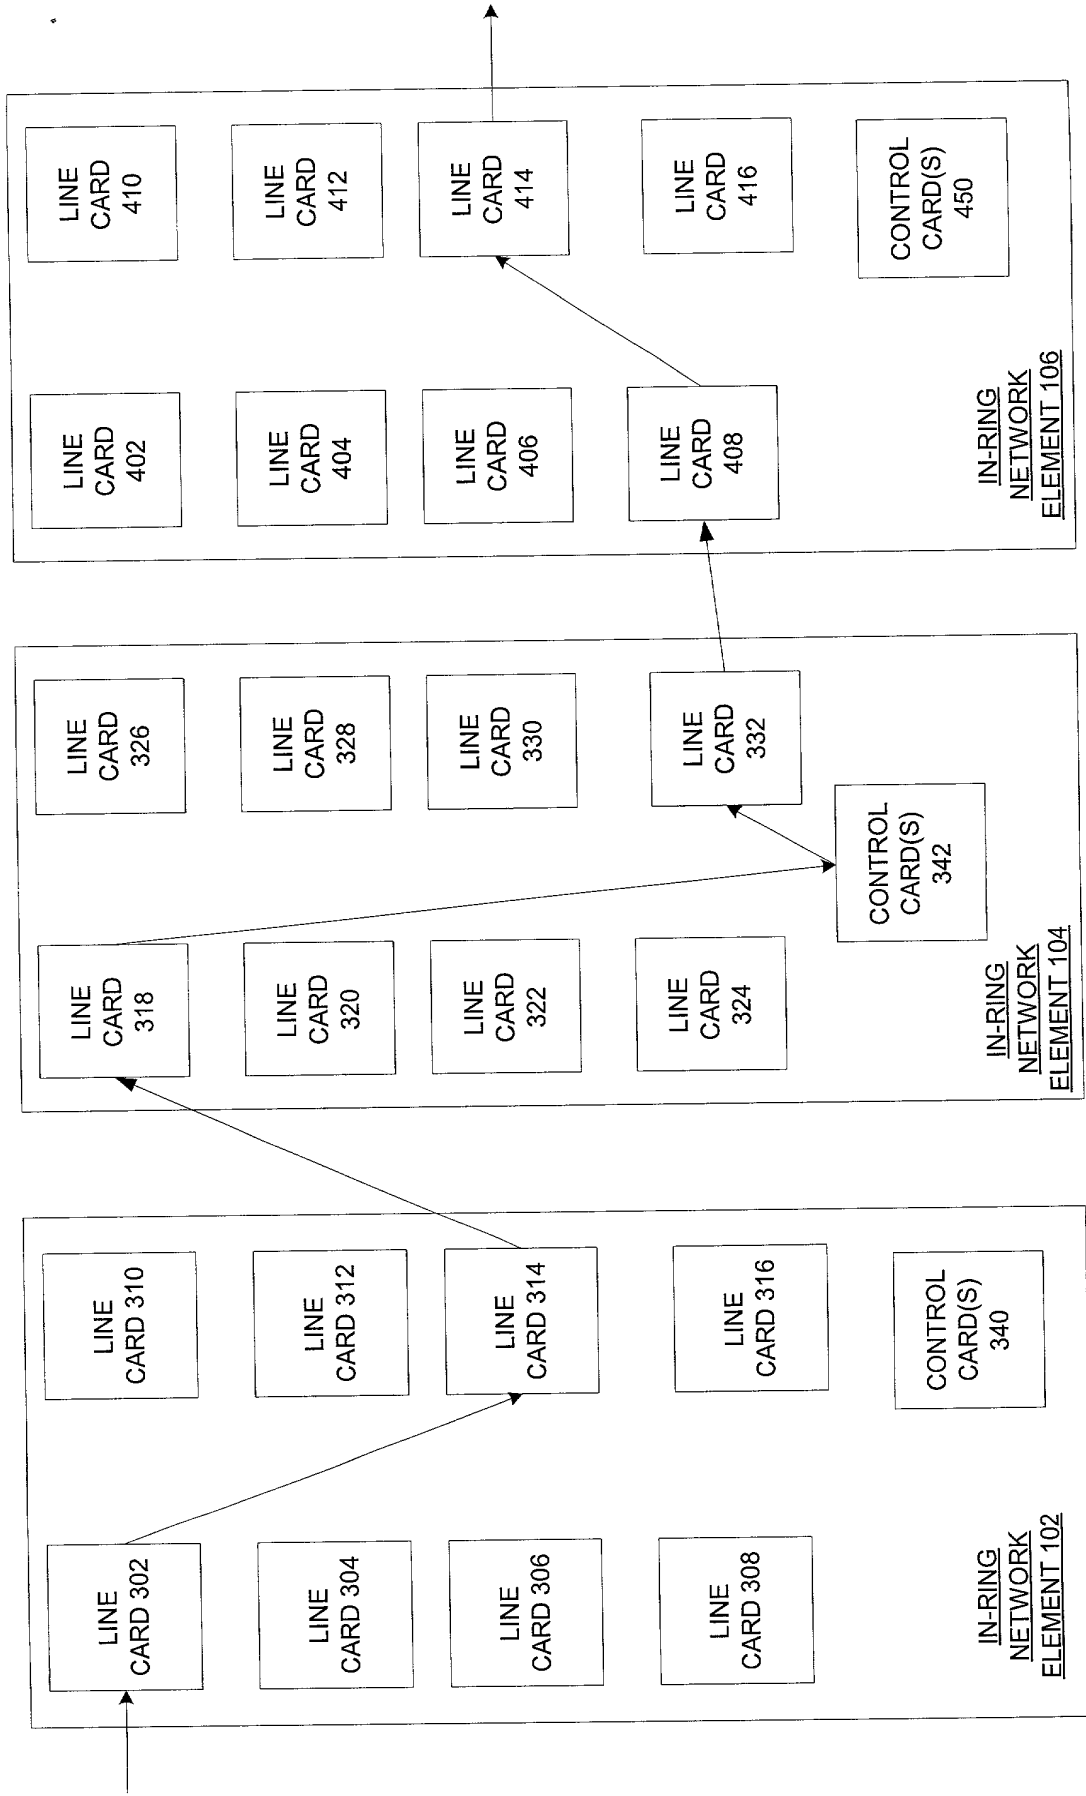 LINE
CARD 302
LINE
CARD 304
LINE
CARD 306
LINE
CARD 308
LINE
CARD 310
LINE
CARD 312
LINE
CARD 314
LINE
CARD 316
CONTROL
CARD(S)
340
IN-RING
NETWORK
ELEMENT 102
LINE
CARD
318
LINE
CARD
320
LINE
CARD
322
LINE
CARD
324
LINE
CARD
326
LINE
CARD
328
LINE
CARD
330
LINE
CARD
332
CONTROL
CARD(S)
342
IN-RING
NETWORK
ELEMENT 104
LINE
CARD
402
LINE
CARD
404
LINE
CARD
406
LINE
CARD
408
LINE
CARD
410
LINE
CARD
412
LINE
CARD
414
LINE
CARD
416
CONTROL
CARD(S)
450
IN-RING
NETWORK
ELEMENT 106